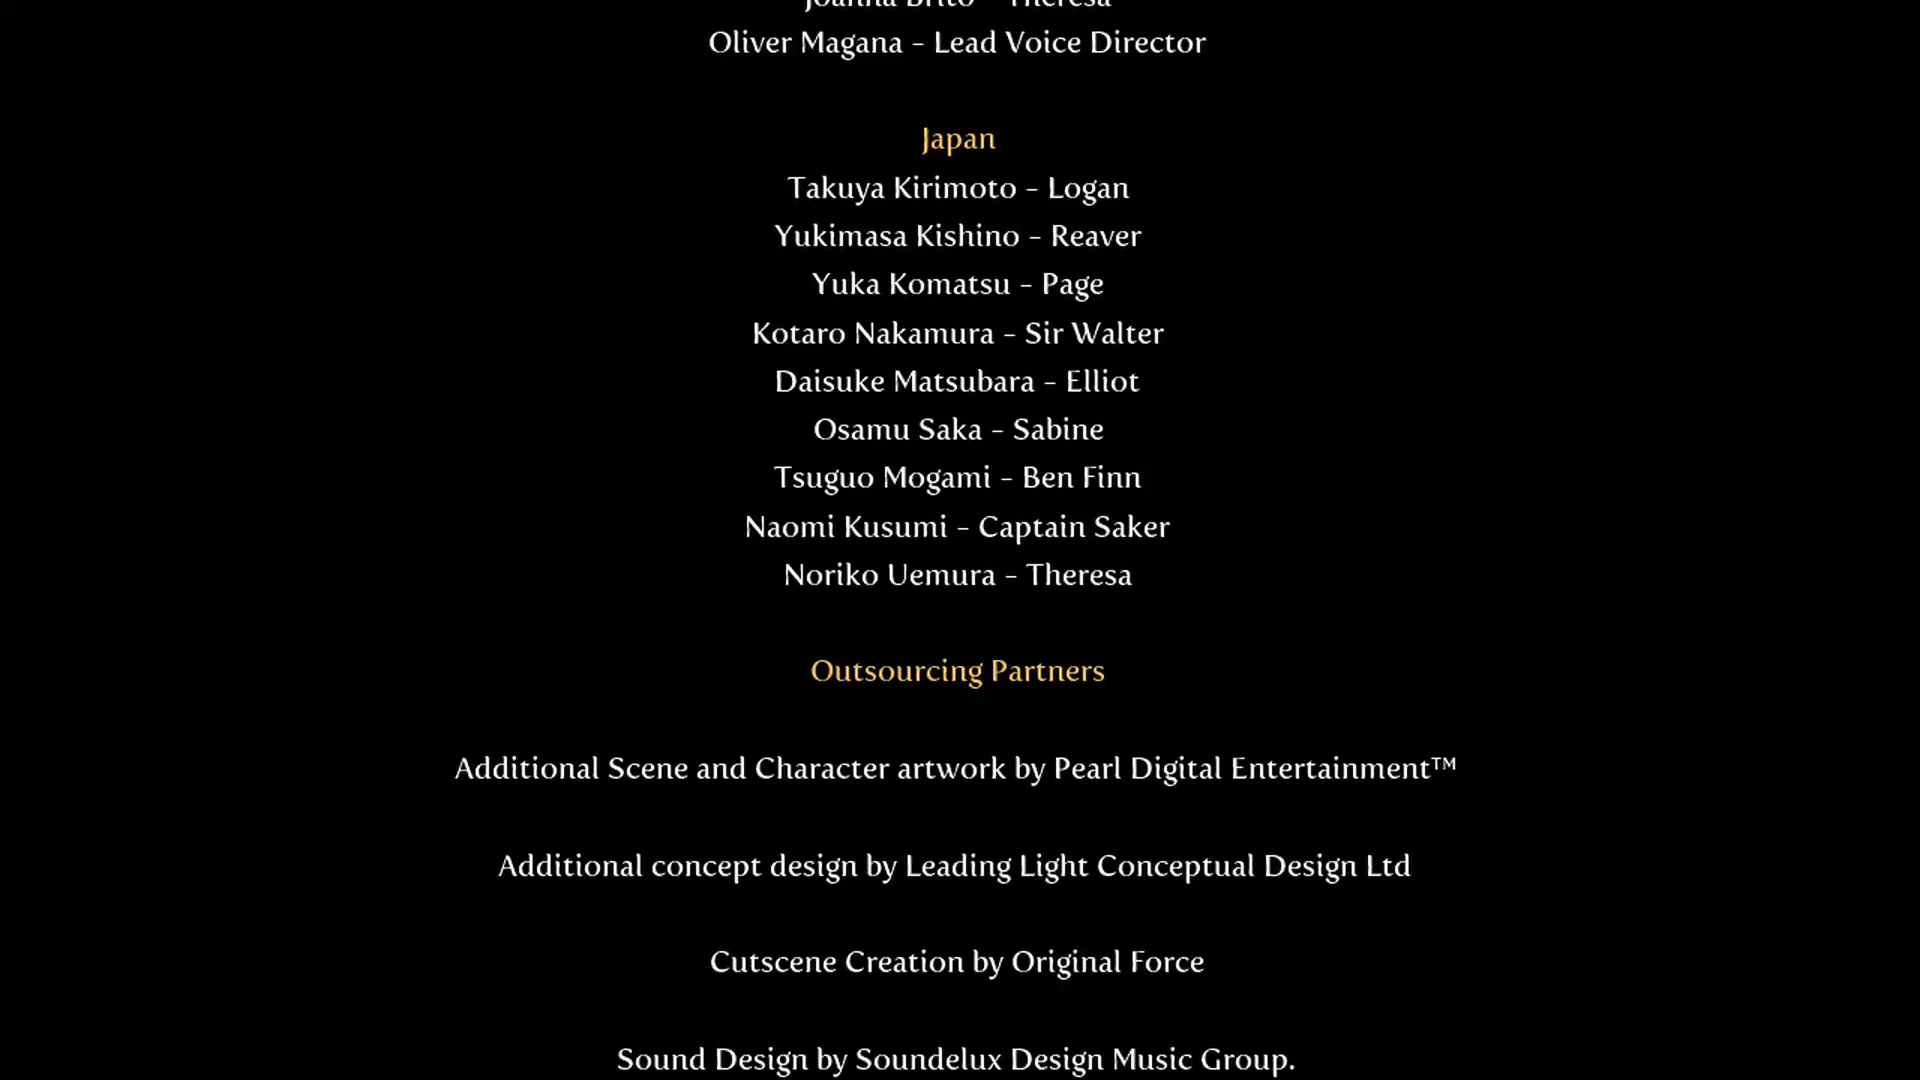 Joanna Brito - Theresa
Oliver Magana - Lead Voice Director
Japan
Takuya Kirimoto - Logan
Yukimasa Kishino - Reaver
Yuka Komatsu - Page
Kotaro Nakamura - Sir Walter
Daisuke Matsubara - Elliot
Osamu Saka - Sabine
Tsuguo Mogami - Ben Finn
Naomi Kusumi - Captain Saker
Noriko Uemura - Theresa
Outsourcing Partners
Additional Scene and Character artwork by Pearl Digital Entertainment™
Additional concept design by Leading Light Conceptual Design Ltd
Cutscene Creation by Original Force
Sound Design by Soundelux Design Music Group.